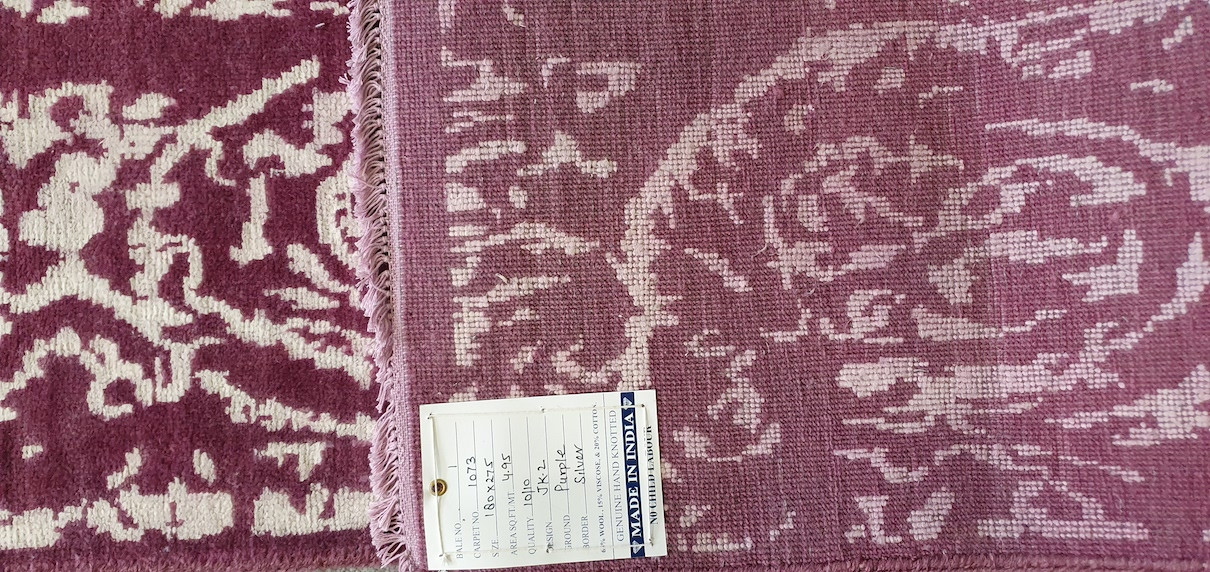 BALE NO. 1
CARPET NO. 1073
SIZE 180x275
AREA SQ.FT./MT. 4.95
QUALITY 10/10
DESIGN JK-2
GROUND Purple
BORDER Silver
WOOL, 15% VISCOSE, & 20% COTTON
GENUINE HAND KNOTTED
MADE IN INDIA
NO CHILD LABOUR